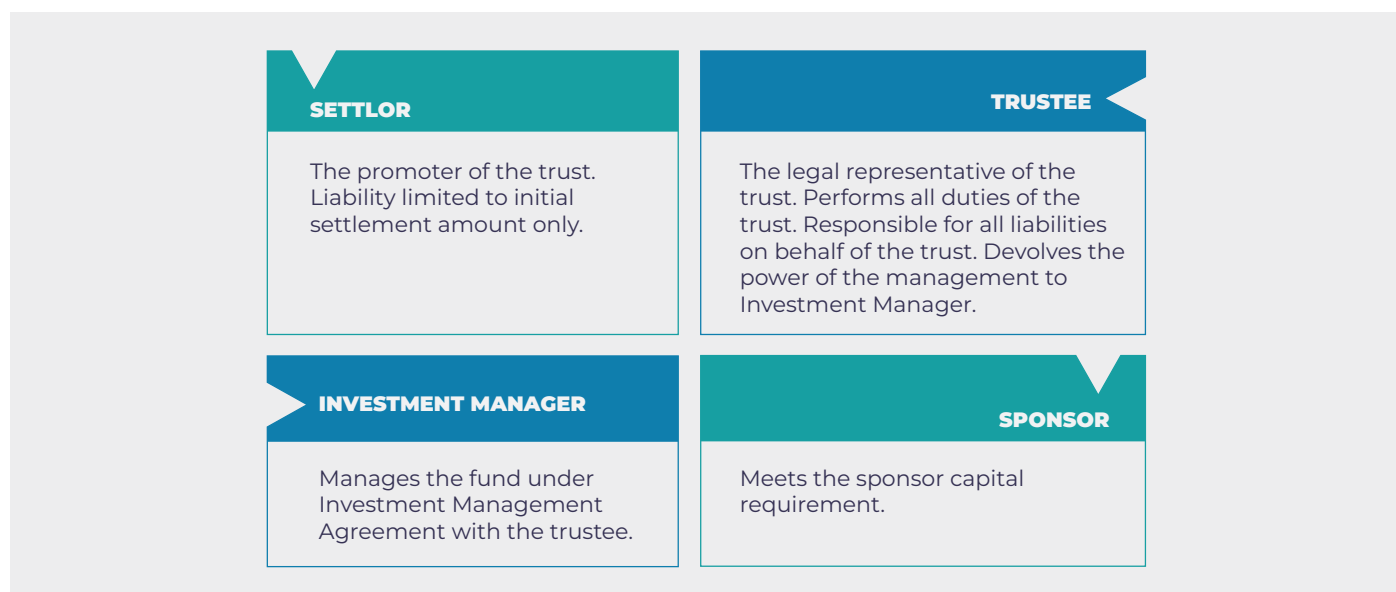 SETTLOR
The promoter of the trust.
Liability limited to initial
settlement amount only.
TRUSTEE
The legal representative of the
trust. Performs all duties of the
trust. Responsible for all liabilities
on behalf of the trust. Devolves the
power of the management to
Investment Manager.
INVESTMENT MANAGER
Manages the fund under
Investment Management
Agreement with the trustee.
SPONSOR
Meets the sponsor capital
requirement.